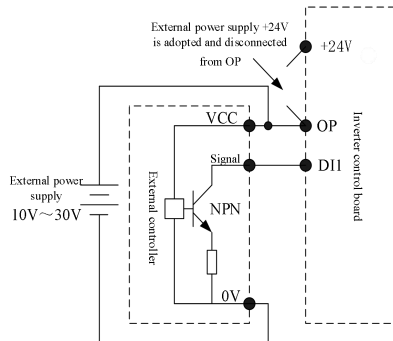 External power supply +24V
is adopted and disconnected
from OP
+24V
VCC
OP
Signal
DI1
External power
supply
10V～30V
External controller
NPN
0V
Inverter control board